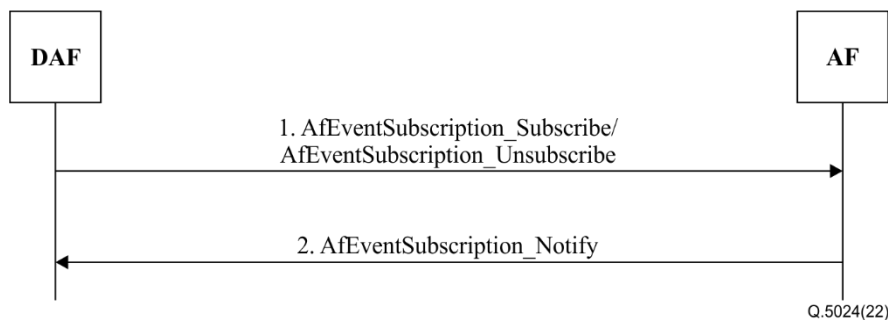 DAF
AF
1. AfEventSubscription_Subscribe/
AfEventSubscription_Unsubscribe
2. AfEventSubscription_Notify
Q.5024(22)